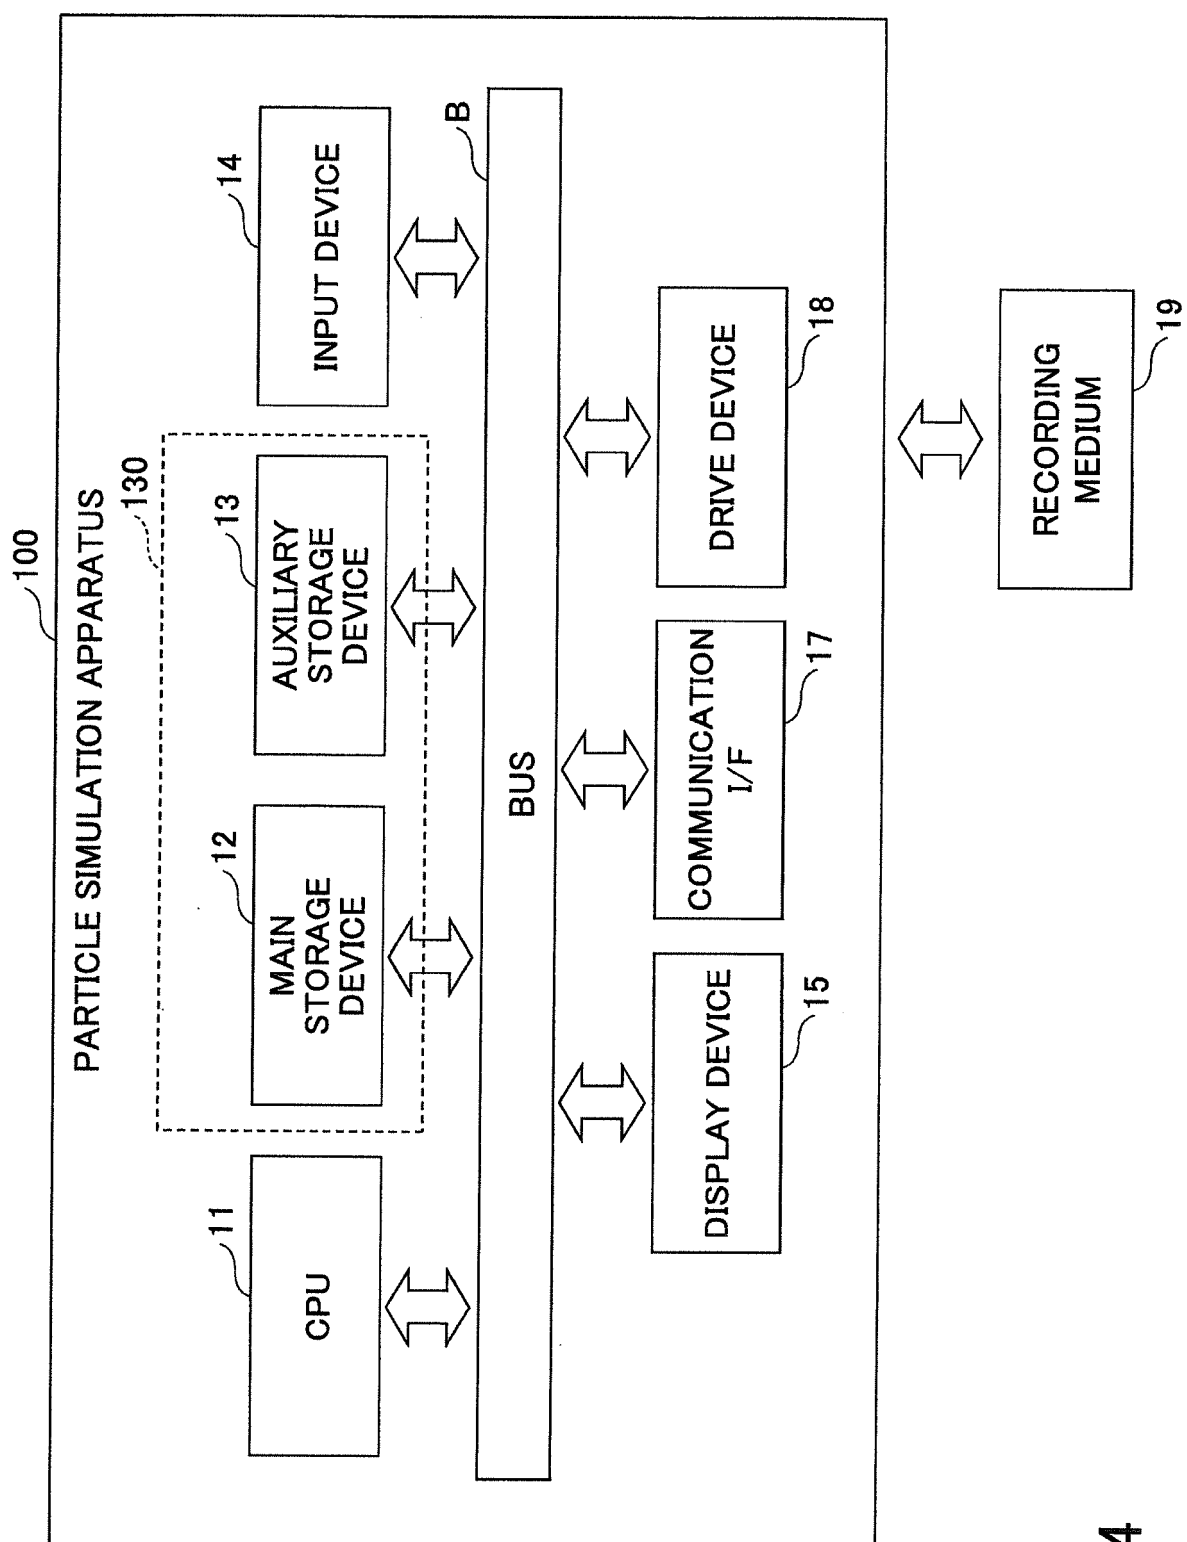 100
PARTICLE SIMULATION APPARATUS
130
11
CPU
12
MAIN
STORAGE
DEVICE
13
AUXILIARY
STORAGE
DEVICE
14
INPUT DEVICE
B
BUS
DISPLAY DEVICE
15
COMMUNICATION
I/F
17
DRIVE DEVICE
18
RECORDING
MEDIUM
19
4